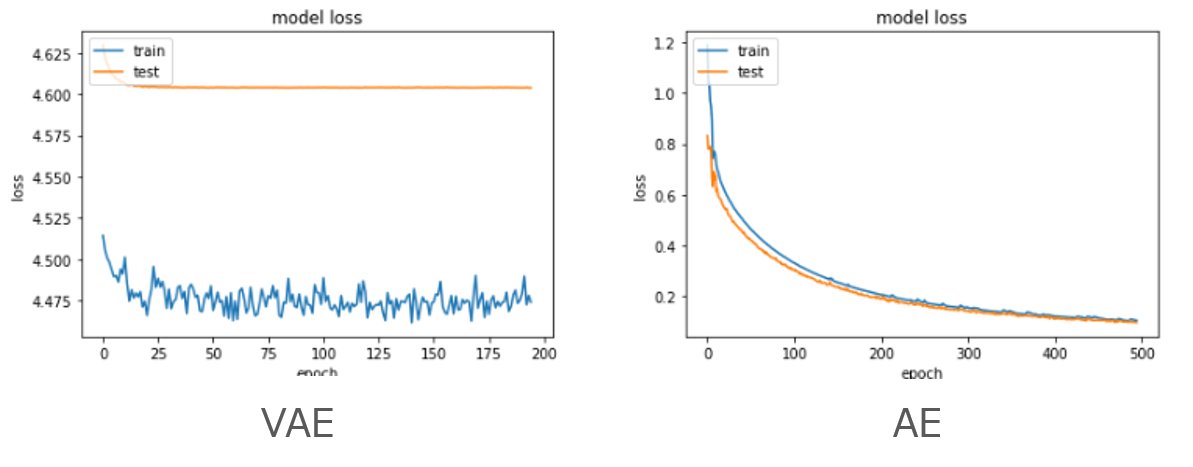 model loss
4.625
4.600
4.575
4.550
4.525
4.500
4.475
loss
train
test
0 25 50 75 100 125 150 175 200
epoch
VAE
model loss
1.2
1.0
0.8
0.6
0.4
0.2
loss
train
test
0 100 200 300 400 500
epoch
AE